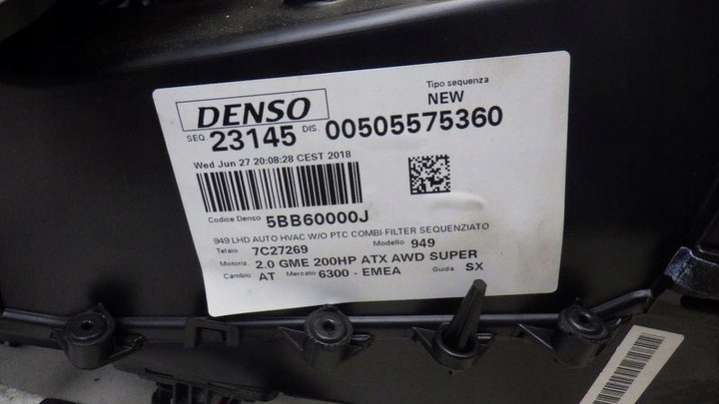 Tipo sequenza
DENSO NEW
SEQ. 23145 DIS. 00505575360
Wed Jun 27 20:08:28 CEST 2018
Codice Denso 5BB60000J
949 LHD AUTO HVAC W/O PTC COMBI-FILTER SEQUENZIATO
Telaio 7C27269 Modello 949
Motoriz. 2.0 GME 200HP ATX AWD SUPER
Cambio AT Mercato 6300 - EMEA Guida SX